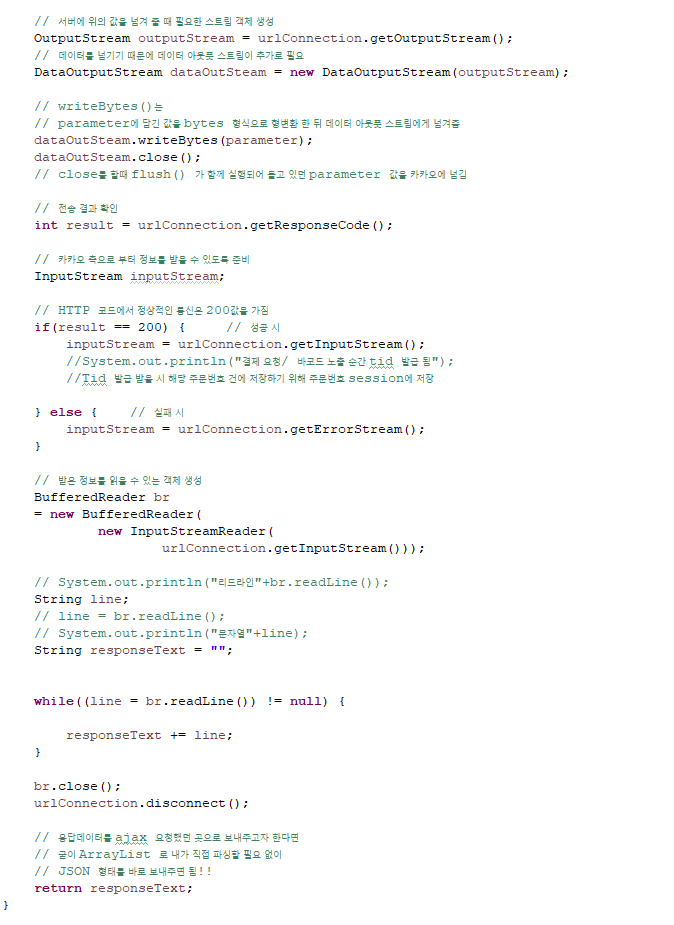 // 서버에 위의 값을 넘겨 줄 때 필요한 스트림 객체 생성
OutputStream outputStream = urlConnection.getOutputStream();
// 데이터를 넘기기 때문에 데이터 아웃풋 스트림이 추가로 필요
DataOutputStream dataOutSteam = new DataOutputStream(outputStream);
// writeBytes()는
// parameter에 담긴 값을 bytes 형식으로 형변환 한 뒤 데이터 아웃풋 스트림에게 넘겨줌
dataOutSteam.writeBytes(parameter);
dataOutSteam.close();
// close를 할때 flush() 가 함께 실행되어 들고 있던 parameter 값을 카카오에 넘김
// 전송 결과 확인
int result = urlConnection.getResponseCode();
// 카카오 측으로 부터 정보를 받을 수 있도록 준비
InputStream inputStream;
// HTTP 코드에서 정상적인 통신은 200값을 가짐
if(result == 200) { // 성공 시
inputStream = urlConnection.getInputStream();
//System.out.println("결제 요청/ 바코드 노출 순간 tid 발급 됨");
//Tid 발급 받을 시 해당 주문번호 건에 저장하기 위해 주문번호 session에 저장
} else { // 실패 시
inputStream = urlConnection.getErrorStream();
}
// 받은 정보를 읽을 수 있는 객체 생성
BufferedReader br
= new BufferedReader(
new InputStreamReader(
urlConnection.getInputStream()));
// System.out.println("리드라인"+br.readLine());
String line;
// line = br.readLine();
// System.out.println("문자열"+line);
String responseText = "";
while((line = br.readLine()) != null) {
responseText += line;
}
br.close();
urlConnection.disconnect();
// 응답데이터를 ajax 요청했던 곳으로 보내주고자 한다면
// 굳이 ArrayList 로 내가 직접 파싱할 필요 없이
// JSON 형태를 바로 보내주면 됨!!
return responseText;
}